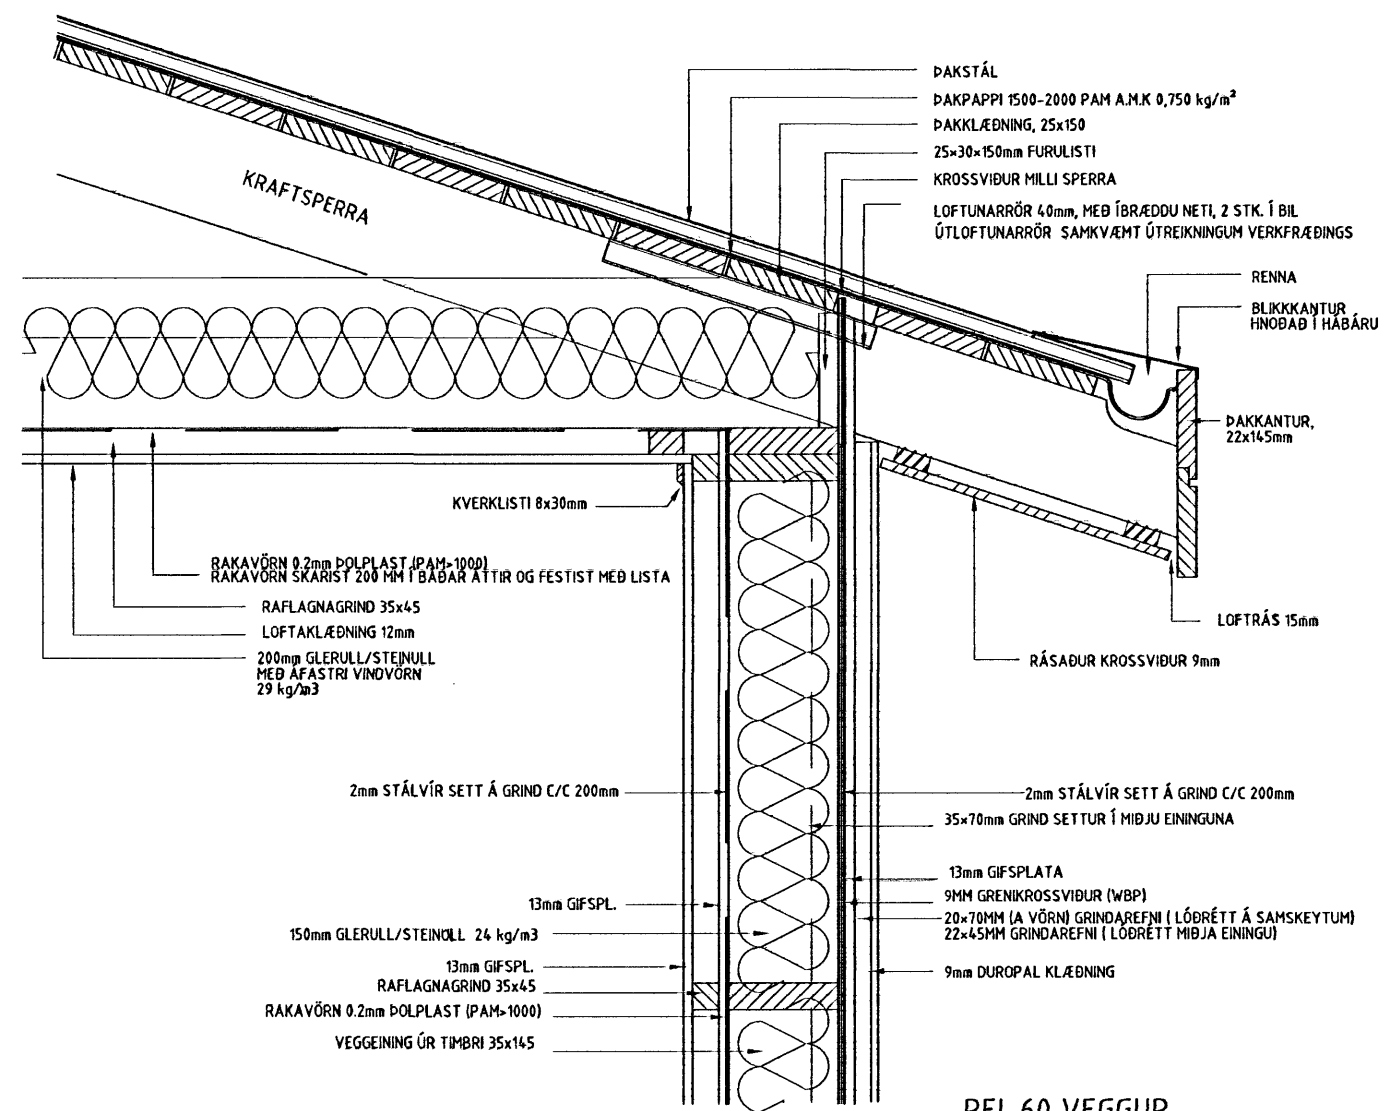 ÞAKSTÁL
ÞAKPAPPI 1500-2000 PAM A.M.K 0,750 kg/m²
ÞAKKLÆÐNING, 25x150
25x30x150mm FURULISTI
KROSSVIÐUR MILLI SPERRA
LOFTUNARRÖR 40mm, MEÐ ÍBRÆDDU NETI, 2 STK. Í BIL
ÚTLOFTUNARRÖR SAMKVÆMT ÚTREIKNINGUM VERKFRÆÐINGS
KRAFTSPERRA
RENNA
BLIKKKANTUR
HNOÐAÐ Í HÁBÁRU
ÞAKKANTUR,
22x145mm
KVERKLISTI 8x30mm
RAKAVÖRN 0.2mm ÞOLPLAST (PAM>1000)
RAKAVÖRN SKARIST 200 MM Í BÁÐAR ÁTTIR OG FESTIST MEÐ LISTA
RAFLAGNAGRIND 35x45
LOFTAKLÆÐNING 12mm
200mm GLERULL/STEINULL
MEÐ ÁFASTRI VINDVÖRN
29 kg/m3
LOFTRÁS 15mm
RÁSAÐUR KROSSVIÐUR 9mm
2mm STÁLVÍR SETT Á GRIND C/C 200mm
2mm STÁLVÍR SETT Á GRIND C/C 200mm
35x70mm GRIND SETTUR Í MIÐJU EININGUNA
13mm GIFSPLATA
9MM GRENIKROSSVIÐUR (WBP)
20x70MM (A VÖRN) GRINDAREFNI ( LÓÐRÉTT Á SAMSKEYTUM)
22x45MM GRINDAREFNI ( LÓÐRÉTT MIÐJA EININGU)
9mm DUROPAL KLÆÐNING
13mm GIFSPL.
150mm GLERULL/STEINOLL 24 kg/m3
13mm GIFSPL.
RAFLAGNAGRIND 35x45
RAKAVÖRN 0.2mm ÞOLPLAST (PAM>1000)
VEGGEINING ÚR TIMBRI 35x145
REI 60 VEGGUR